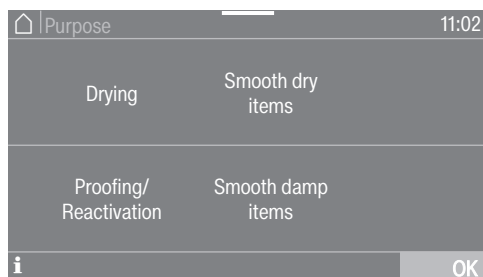 Purpose
11:02
Drying
Smooth dry
items
Proofing/
Reactivation
Smooth damp
items
i
OK